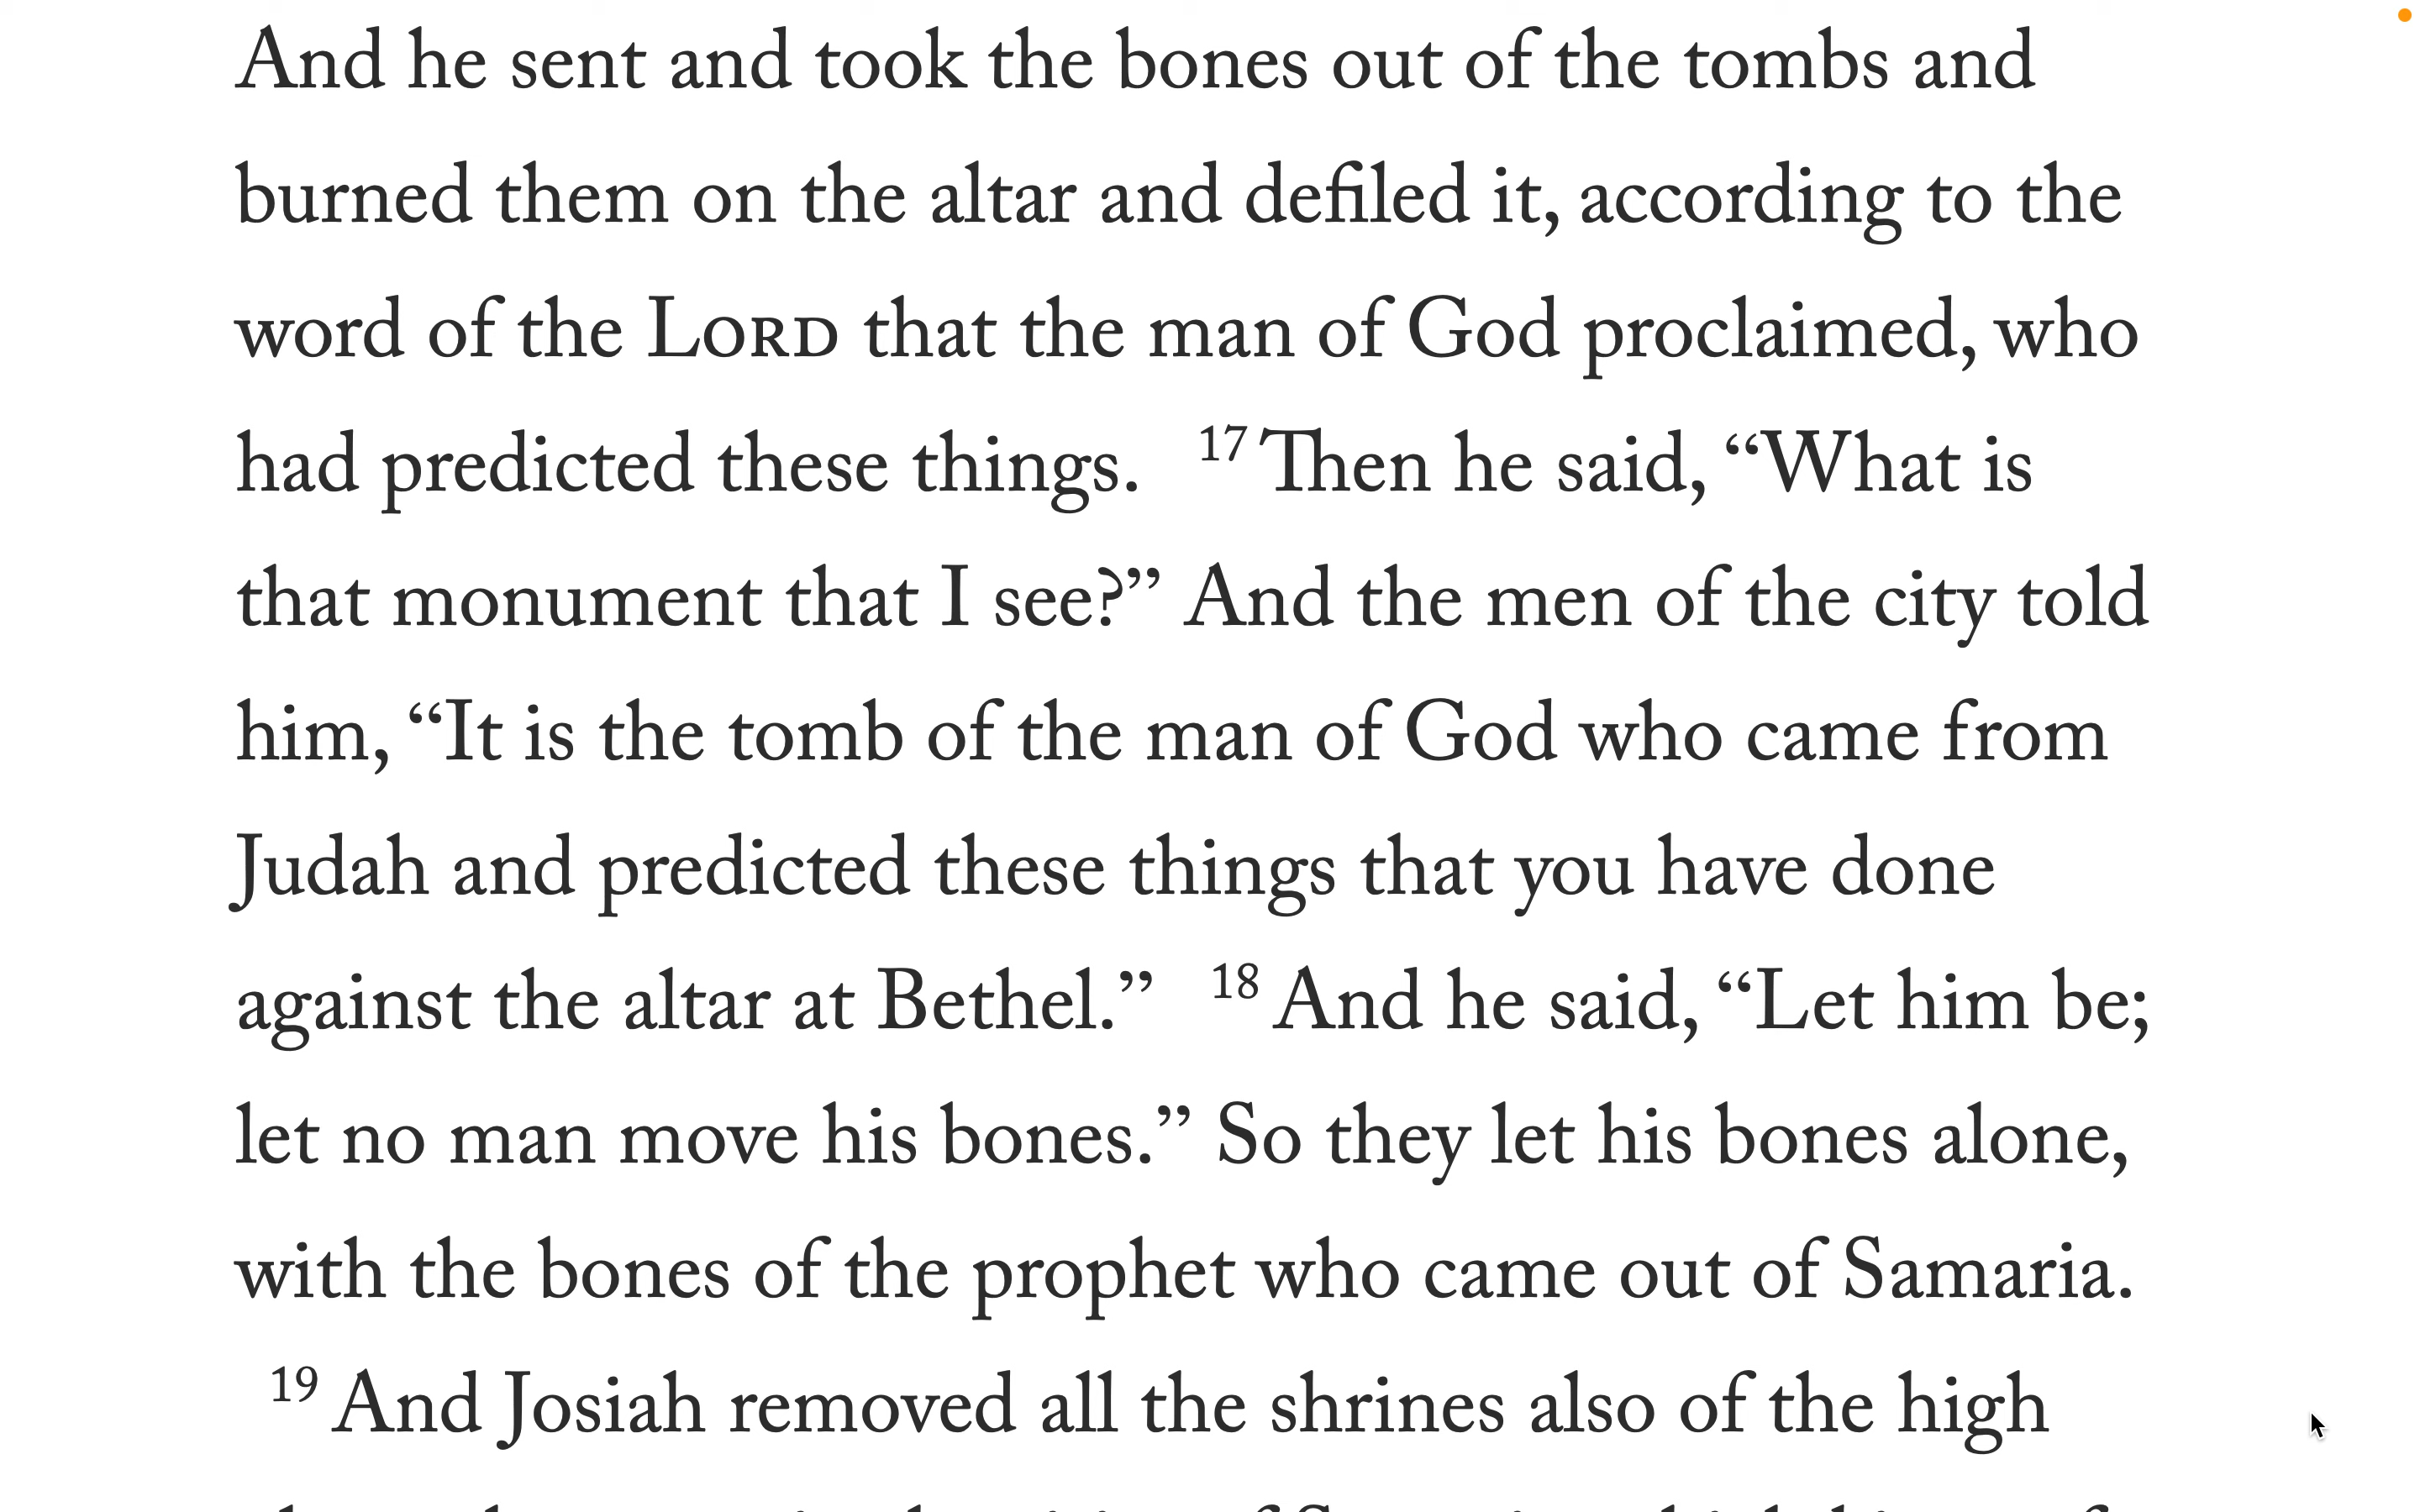 And he sent and took the bones out of the tombs and
burned them on the altar and defiled it, according to the
word of the LORD that the man of God proclaimed, who
had predicted these things. 17 Then he said, “What is
that monument that I see?” And the men of the city told
him, “It is the tomb of the man of God who came from
Judah and predicted these things that you have done
against the altar at Bethel.” 18 And he said, “Let him be;
let no man move his bones.” So they let his bones alone,
with the bones of the prophet who came out of Samaria.
19 And Josiah removed all the shrines also of the high